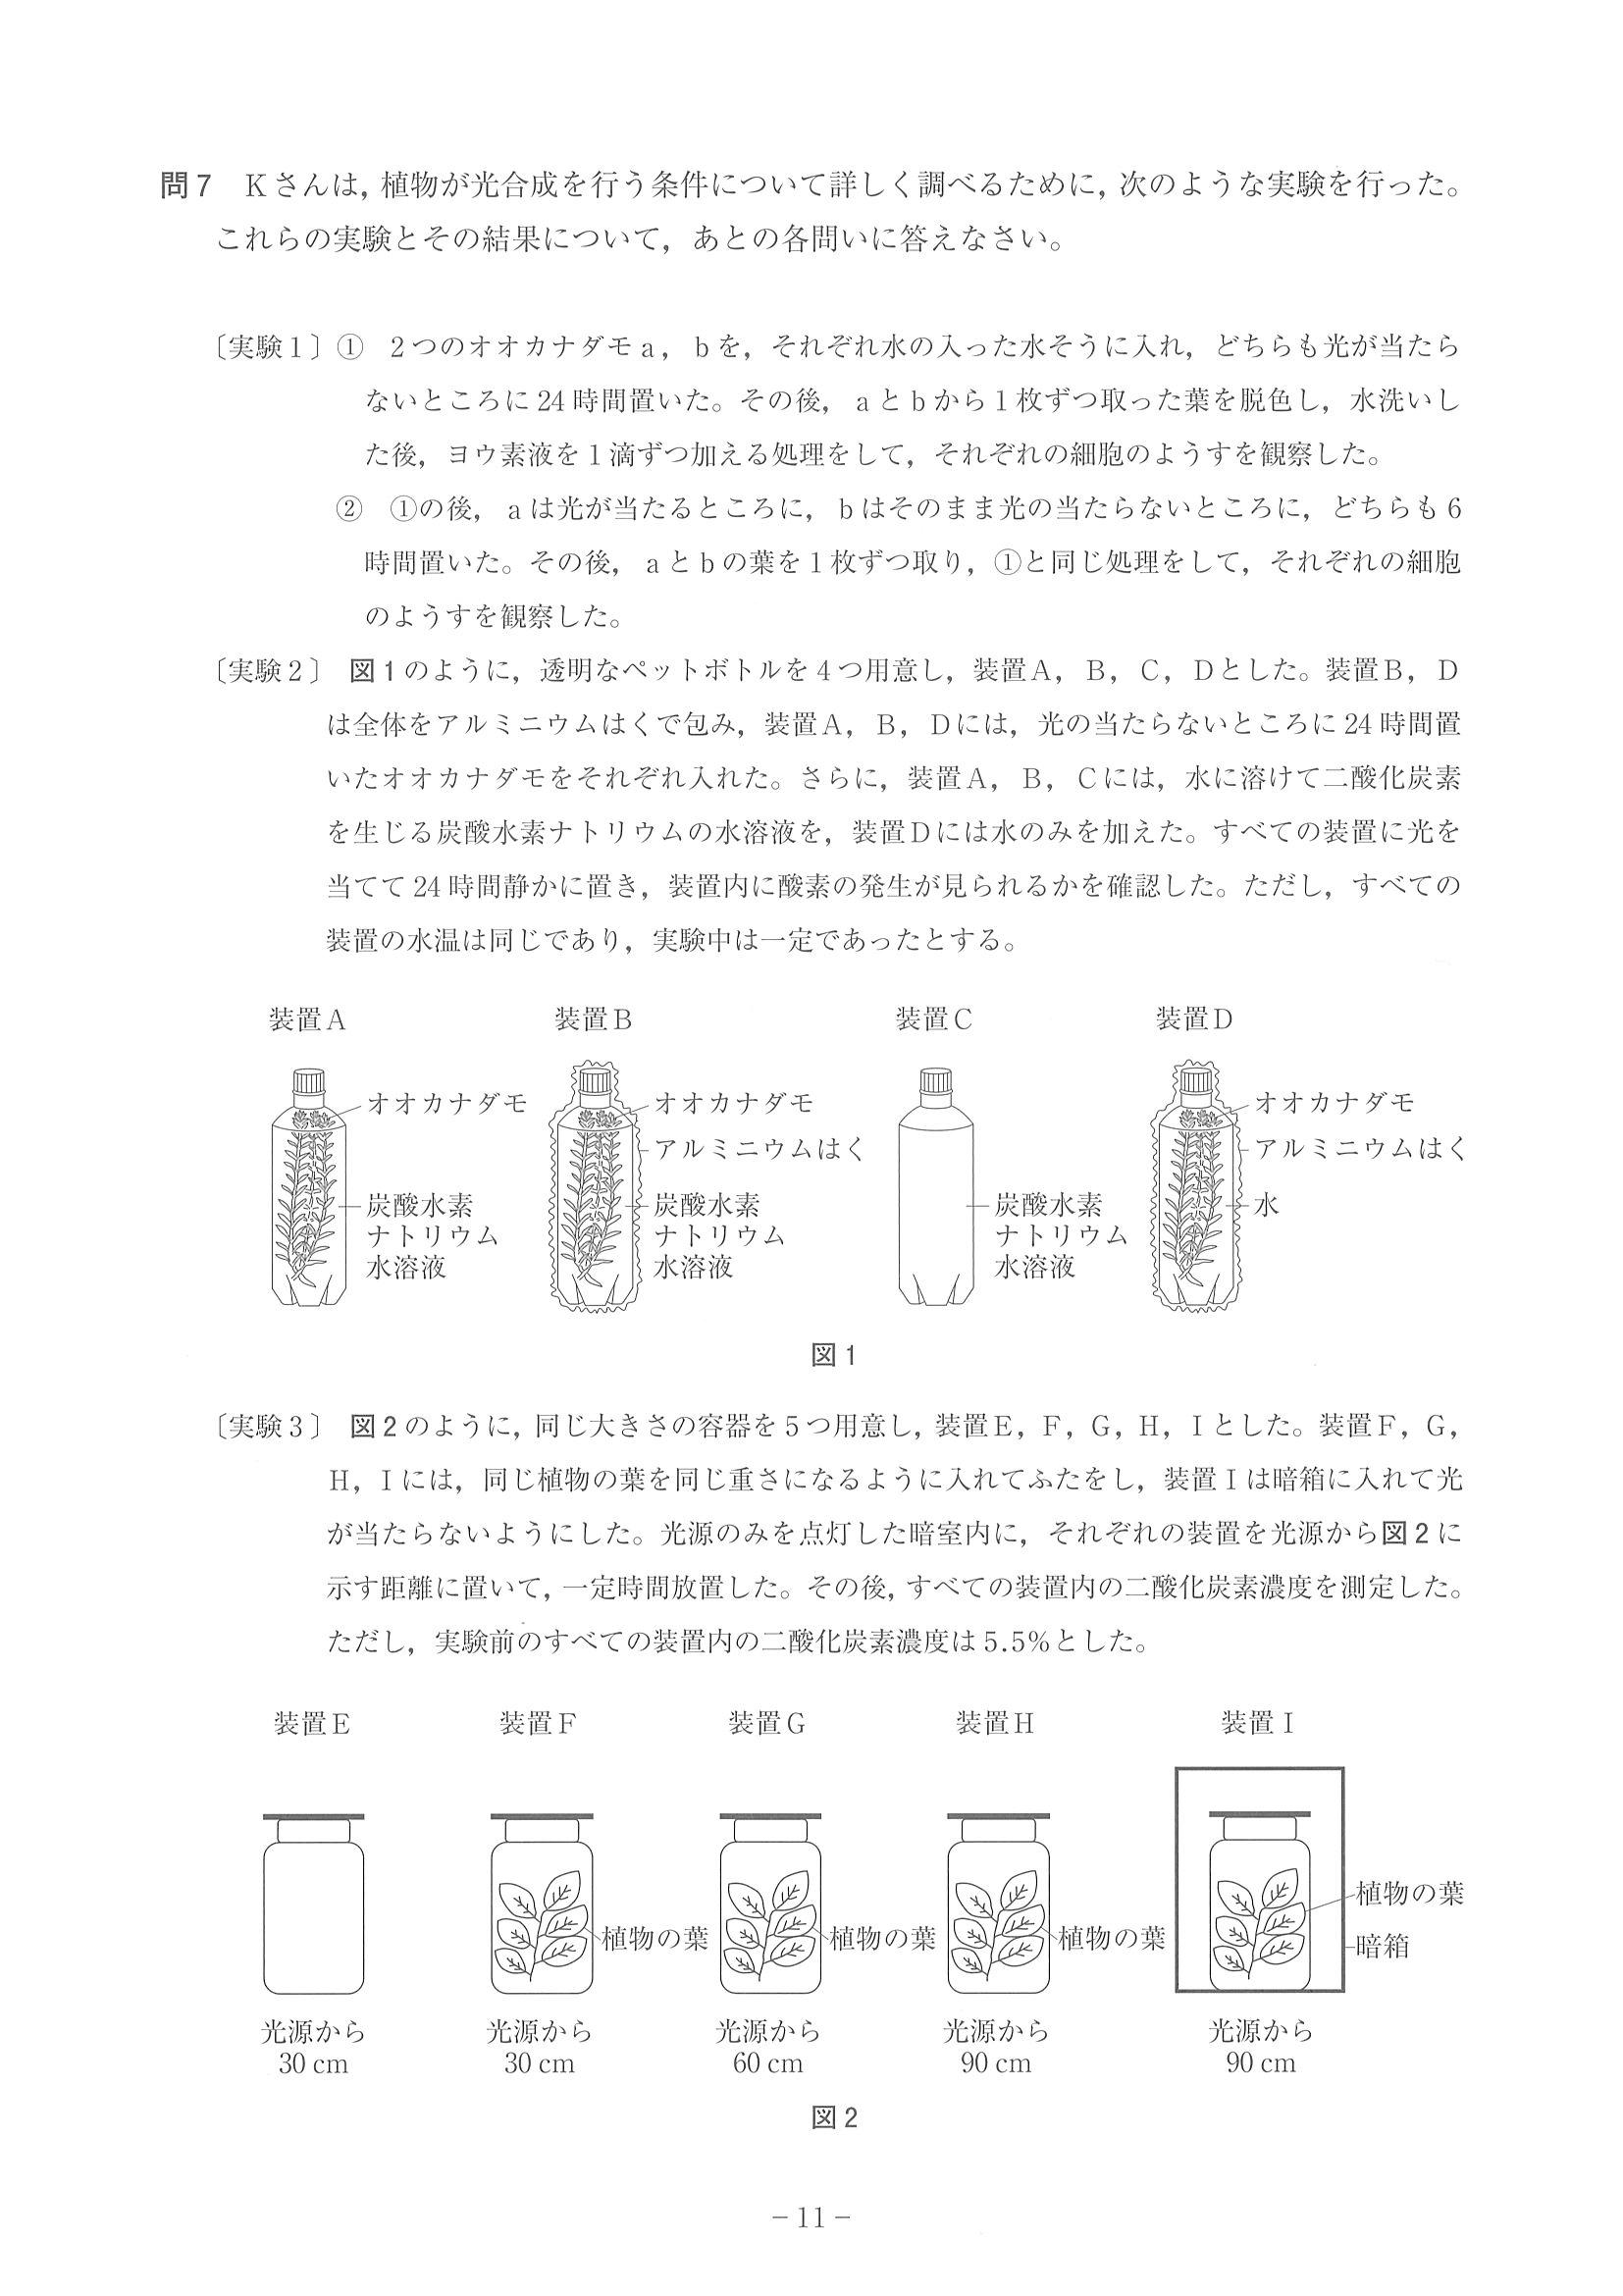 問７　Ｋさんは，植物が光合成を行う条件について詳しく調べるために，次のような実験を行った。
これらの実験とその結果について，あとの各問いに答えなさい。
〔実験１〕①　２つのオオカナダモａ，ｂを，それぞれ水の入った水そうに入れ，どちらも光が当たら
ないところに24時間置いた。その後，ａとｂから１枚ずつ取った葉を脱色し，水洗いし
た後，ヨウ素液を１滴ずつ加える処理をして，それぞれの細胞のようすを観察した。
②　①の後，ａは光が当たるところに，ｂはそのまま光の当たらないところに，どちらも６
時間置いた。その後，ａとｂの葉を１枚ずつ取り，①と同じ処理をして，それぞれの細胞
のようすを観察した。
〔実験２〕　図１のように，透明なペットボトルを４つ用意し，装置Ａ，Ｂ，Ｃ，Ｄとした。装置Ｂ，Ｄ
は全体をアルミニウムはくで包み，装置Ａ，Ｂ，Ｄには，光の当たらないところに24時間置
いたオオカナダモをそれぞれ入れた。さらに，装置Ａ，Ｂ，Ｃには，水に溶けて二酸化炭素
を生じる炭酸水素ナトリウムの水溶液を，装置Ｄには水のみを加えた。すべての装置に光を
当てて24時間静かに置き，装置内に酸素の発生が見られるかを確認した。ただし，すべての
装置の水温は同じであり，実験中は一定であったとする。
装置Ａ　装置Ｂ　装置Ｃ　装置Ｄ
オオカナダモ　オオカナダモ　オオカナダモ
アルミニウムはく　アルミニウムはく
炭酸水素　炭酸水素　炭酸水素　水
ナトリウム　ナトリウム　ナトリウム
水溶液　水溶液　水溶液
図１
〔実験３〕　図２のように，同じ大きさの容器を５つ用意し，装置Ｅ，Ｆ，Ｇ，Ｈ，Ｉとした。装置Ｆ，Ｇ，
Ｈ，Ｉには，同じ植物の葉を同じ重さになるように入れてふたをし，装置Ｉは暗箱に入れて光
が当たらないようにした。光源のみを点灯した暗室内に，それぞれの装置を光源から図２に
示す距離に置いて，一定時間放置した。その後，すべての装置内の二酸化炭素濃度を測定した。
ただし，実験前のすべての装置内の二酸化炭素濃度は5.5％とした。
装置Ｅ　装置Ｆ　装置Ｇ　装置Ｈ　装置Ｉ
植物の葉
植物の葉　植物の葉　植物の葉　暗箱
光源から　光源から　光源から　光源から　光源から
30 cm　30 cm　60 cm　90 cm　90 cm
図２
－11－